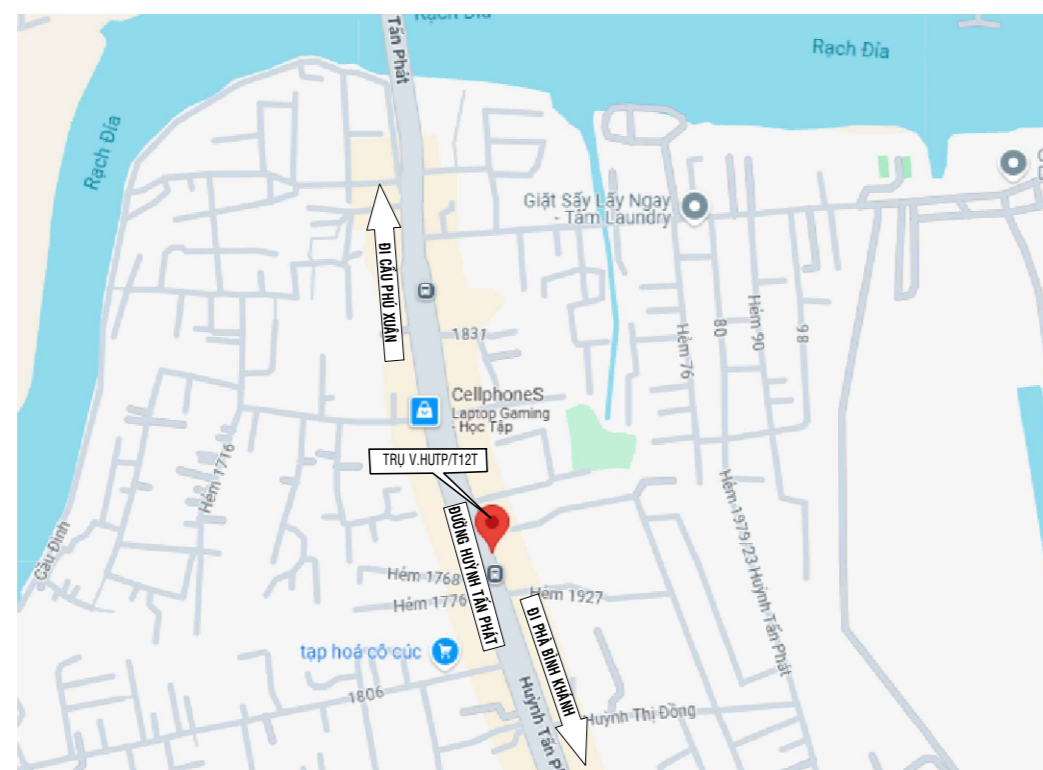 Tấn Phát
Rạch Đỉa
Rạch Đỉa
Rạch Đỉa
Giặt Sấy Lấy Ngay
- Tâm Laundry
ĐI CẦU PHÚ XUÂN
1831
Hẻm 76
80
Hẻm 90
98
CellphoneS
Laptop Gaming
- Học Tập
TRỤ V.HUTP/T12T
Hẻm 1716
ĐƯỜNG HUỲNH TẤN PHÁT
Hẻm 1979/23 Huỳnh Tấn Phát
Cầu Đình
Hẻm 1768
Hẻm 1776
Hẻm 1927
ĐI PHÀ BÌNH KHÁNH
tạp hoá cô cúc
1806
Huỳnh Thị Đồng
Huỳnh Tấn